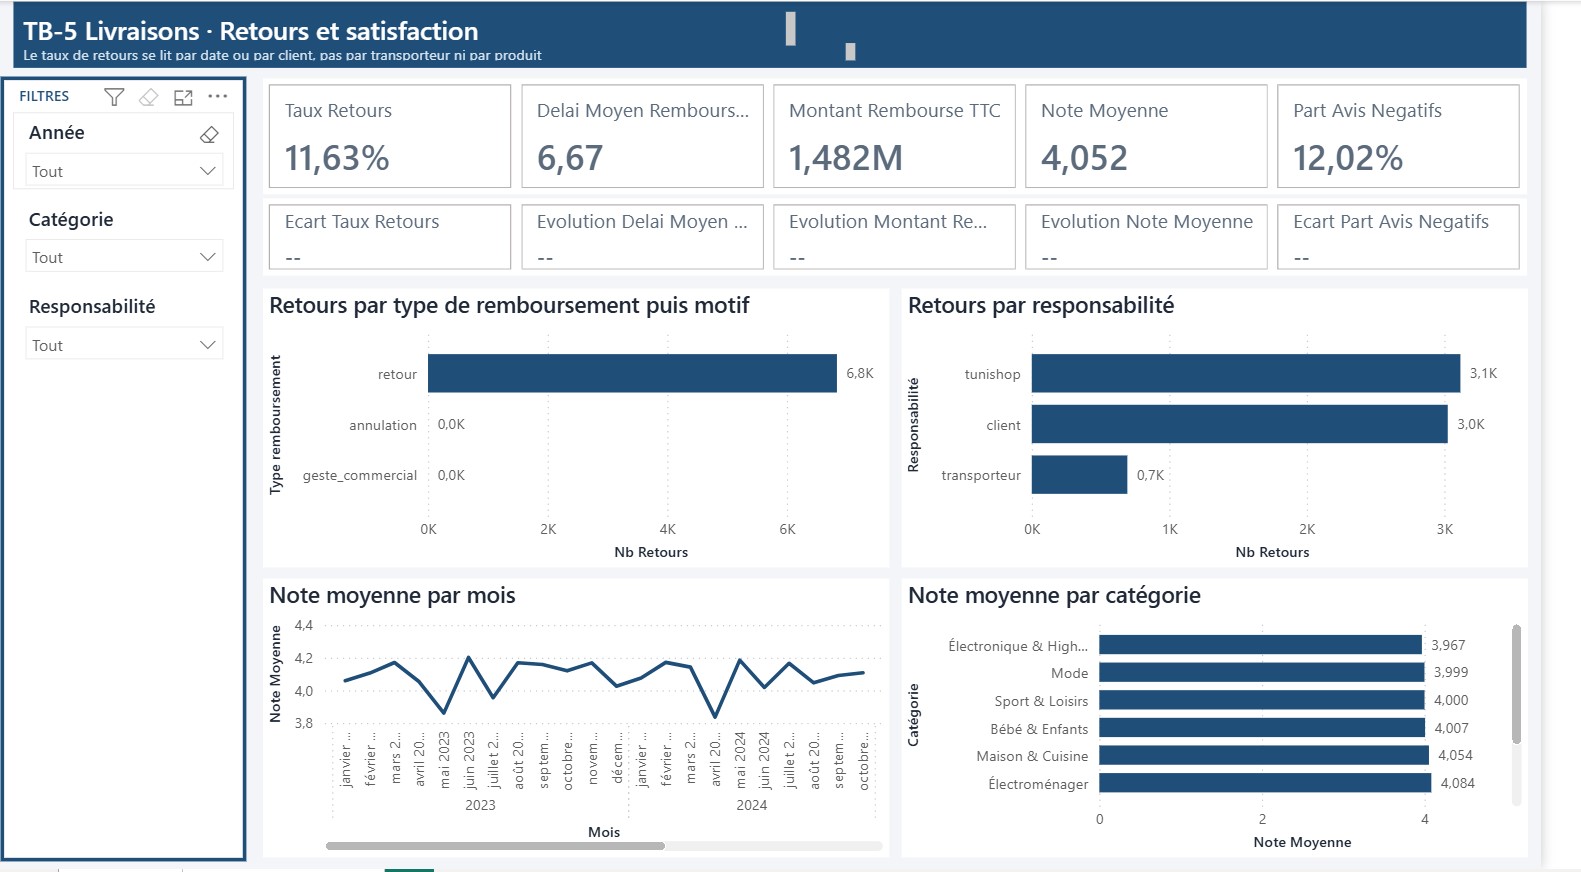 TB-5 Livraisons · Retours et satisfaction
Le taux de retours se lit par date ou par client, pas par transporteur ni par produit
FILTRES
Année
Tout
Catégorie
Tout
Responsabilité
Tout
Taux Retours
11,63%
Delai Moyen Rembours...
6,67
Montant Rembourse TTC
1,482M
Note Moyenne
4,052
Part Avis Negatifs
12,02%
Ecart Taux Retours
--
Evolution Delai Moyen ...
--
Evolution Montant Re...
--
Evolution Note Moyenne
--
Ecart Part Avis Negatifs
--
Retours par type de remboursement puis motif
Type remboursement
retour 6,8K
annulation 0,0K
geste_commercial 0,0K
0K 2K 4K 6K
Nb Retours
Retours par responsabilité
Responsabilité
tunishop 3,1K
client 3,0K
transporteur 0,7K
0K 1K 2K 3K
Nb Retours
Note moyenne par mois
Note Moyenne
4,4
4,2
4,0
3,8
janvier ... février ... mars 2... avril 20... mai 2023 juin 2023 juillet 2... août 20... septem... octobre... novem... décem... janvier ... février ... mars 2... avril 20... mai 2024 juin 2024 juillet 2... août 20... septem... octobre...
2023 2024
Mois
Note moyenne par catégorie
Catégorie
Électronique & High... 3,967
Mode 3,999
Sport & Loisirs 4,000
Bébé & Enfants 4,007
Maison & Cuisine 4,054
Électroménager 4,084
0 2 4
Note Moyenne